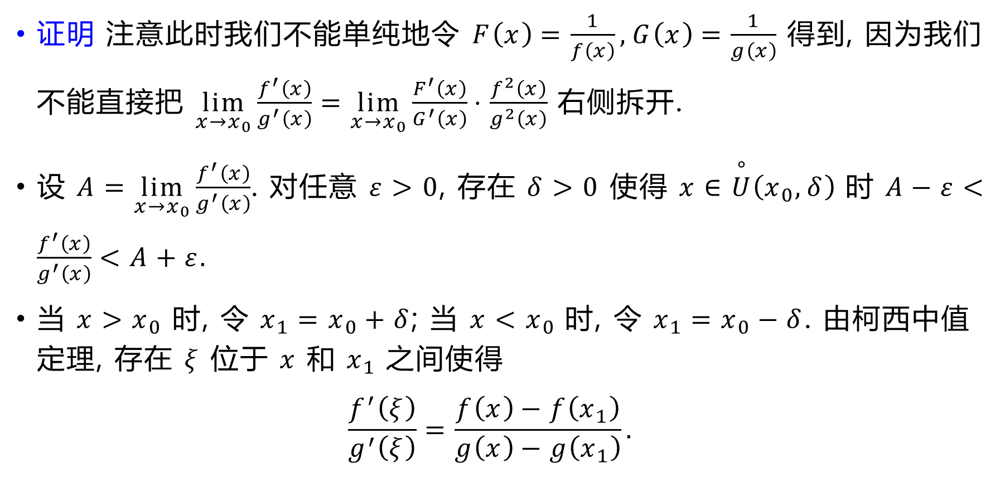 • 证明 注意此时我们不能单纯地令 $F(x) = \frac{1}{f(x)}, G(x) = \frac{1}{g(x)}$ 得到, 因为我们
不能直接把 $\lim_{x \to x_0} \frac{f'(x)}{g'(x)} = \lim_{x \to x_0} \frac{F'(x)}{G'(x)} \cdot \frac{f^2(x)}{g^2(x)}$ 右侧拆开.
• 设 $A = \lim_{x \to x_0} \frac{f'(x)}{g'(x)}$. 对任意 $\varepsilon > 0$, 存在 $\delta > 0$ 使得 $x \in \mathring{U}(x_0, \delta)$ 时 $A - \varepsilon <$
$\frac{f'(x)}{g'(x)} < A + \varepsilon$.
• 当 $x > x_0$ 时, 令 $x_1 = x_0 + \delta$; 当 $x < x_0$ 时, 令 $x_1 = x_0 - \delta$. 由柯西中值
定理, 存在 $\xi$ 位于 $x$ 和 $x_1$ 之间使得
$\frac{f'(\xi)}{g'(\xi)} = \frac{f(x) - f(x_1)}{g(x) - g(x_1)}$.